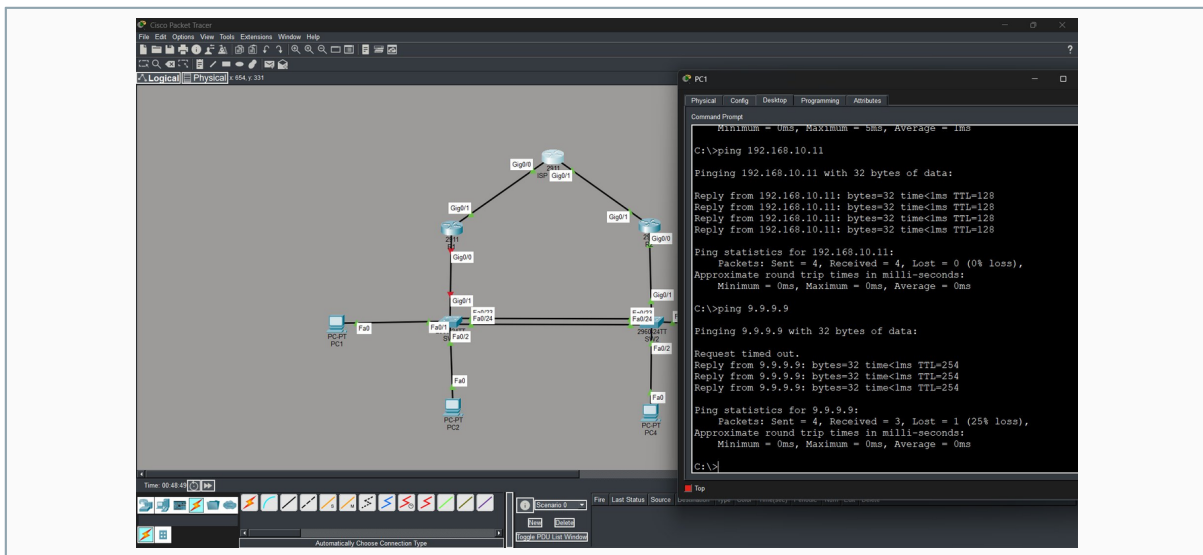 Cisco Packet Tracer
File Edit Options View Tools Extensions Window Help
?
Logical Physical x: 654, y: 331
PC1
Physical Config Desktop Programming Attributes
Command Prompt
Minimum = 0ms, Maximum = 5ms, Average = 1ms
C:\>ping 192.168.10.11
Pinging 192.168.10.11 with 32 bytes of data:
Reply from 192.168.10.11: bytes=32 time<1ms TTL=128
Reply from 192.168.10.11: bytes=32 time<1ms TTL=128
Reply from 192.168.10.11: bytes=32 time<1ms TTL=128
Reply from 192.168.10.11: bytes=32 time<1ms TTL=128
Ping statistics for 192.168.10.11:
Packets: Sent = 4, Received = 4, Lost = 0 (0% loss),
Approximate round trip times in milli-seconds:
Minimum = 0ms, Maximum = 0ms, Average = 0ms
C:\>ping 9.9.9.9
Pinging 9.9.9.9 with 32 bytes of data:
Request timed out.
Reply from 9.9.9.9: bytes=32 time<1ms TTL=254
Reply from 9.9.9.9: bytes=32 time<1ms TTL=254
Reply from 9.9.9.9: bytes=32 time<1ms TTL=254
Ping statistics for 9.9.9.9:
Packets: Sent = 4, Received = 3, Lost = 1 (25% loss),
Approximate round trip times in milli-seconds:
Minimum = 0ms, Maximum = 0ms, Average = 0ms
C:\>
Top
Gig0/0
2911
ISP Gig0/1
Gig0/1
Gig0/1
2911
Gig0/0
Gig0/0
Gig0/1
Gig0/1
Fa0/24
Fa0/24
Fa0
Fa0/1
PC-PT
PC1
Fa0/2
SW2
Fa0/2
Fa0
Fa0
PC-PT
PC2
PC-PT
PC4
Time: 00:48:49
Scenario 0
Fire Last Status Source
New Delete
Toggle PDU List Window
Automatically Choose Connection Type